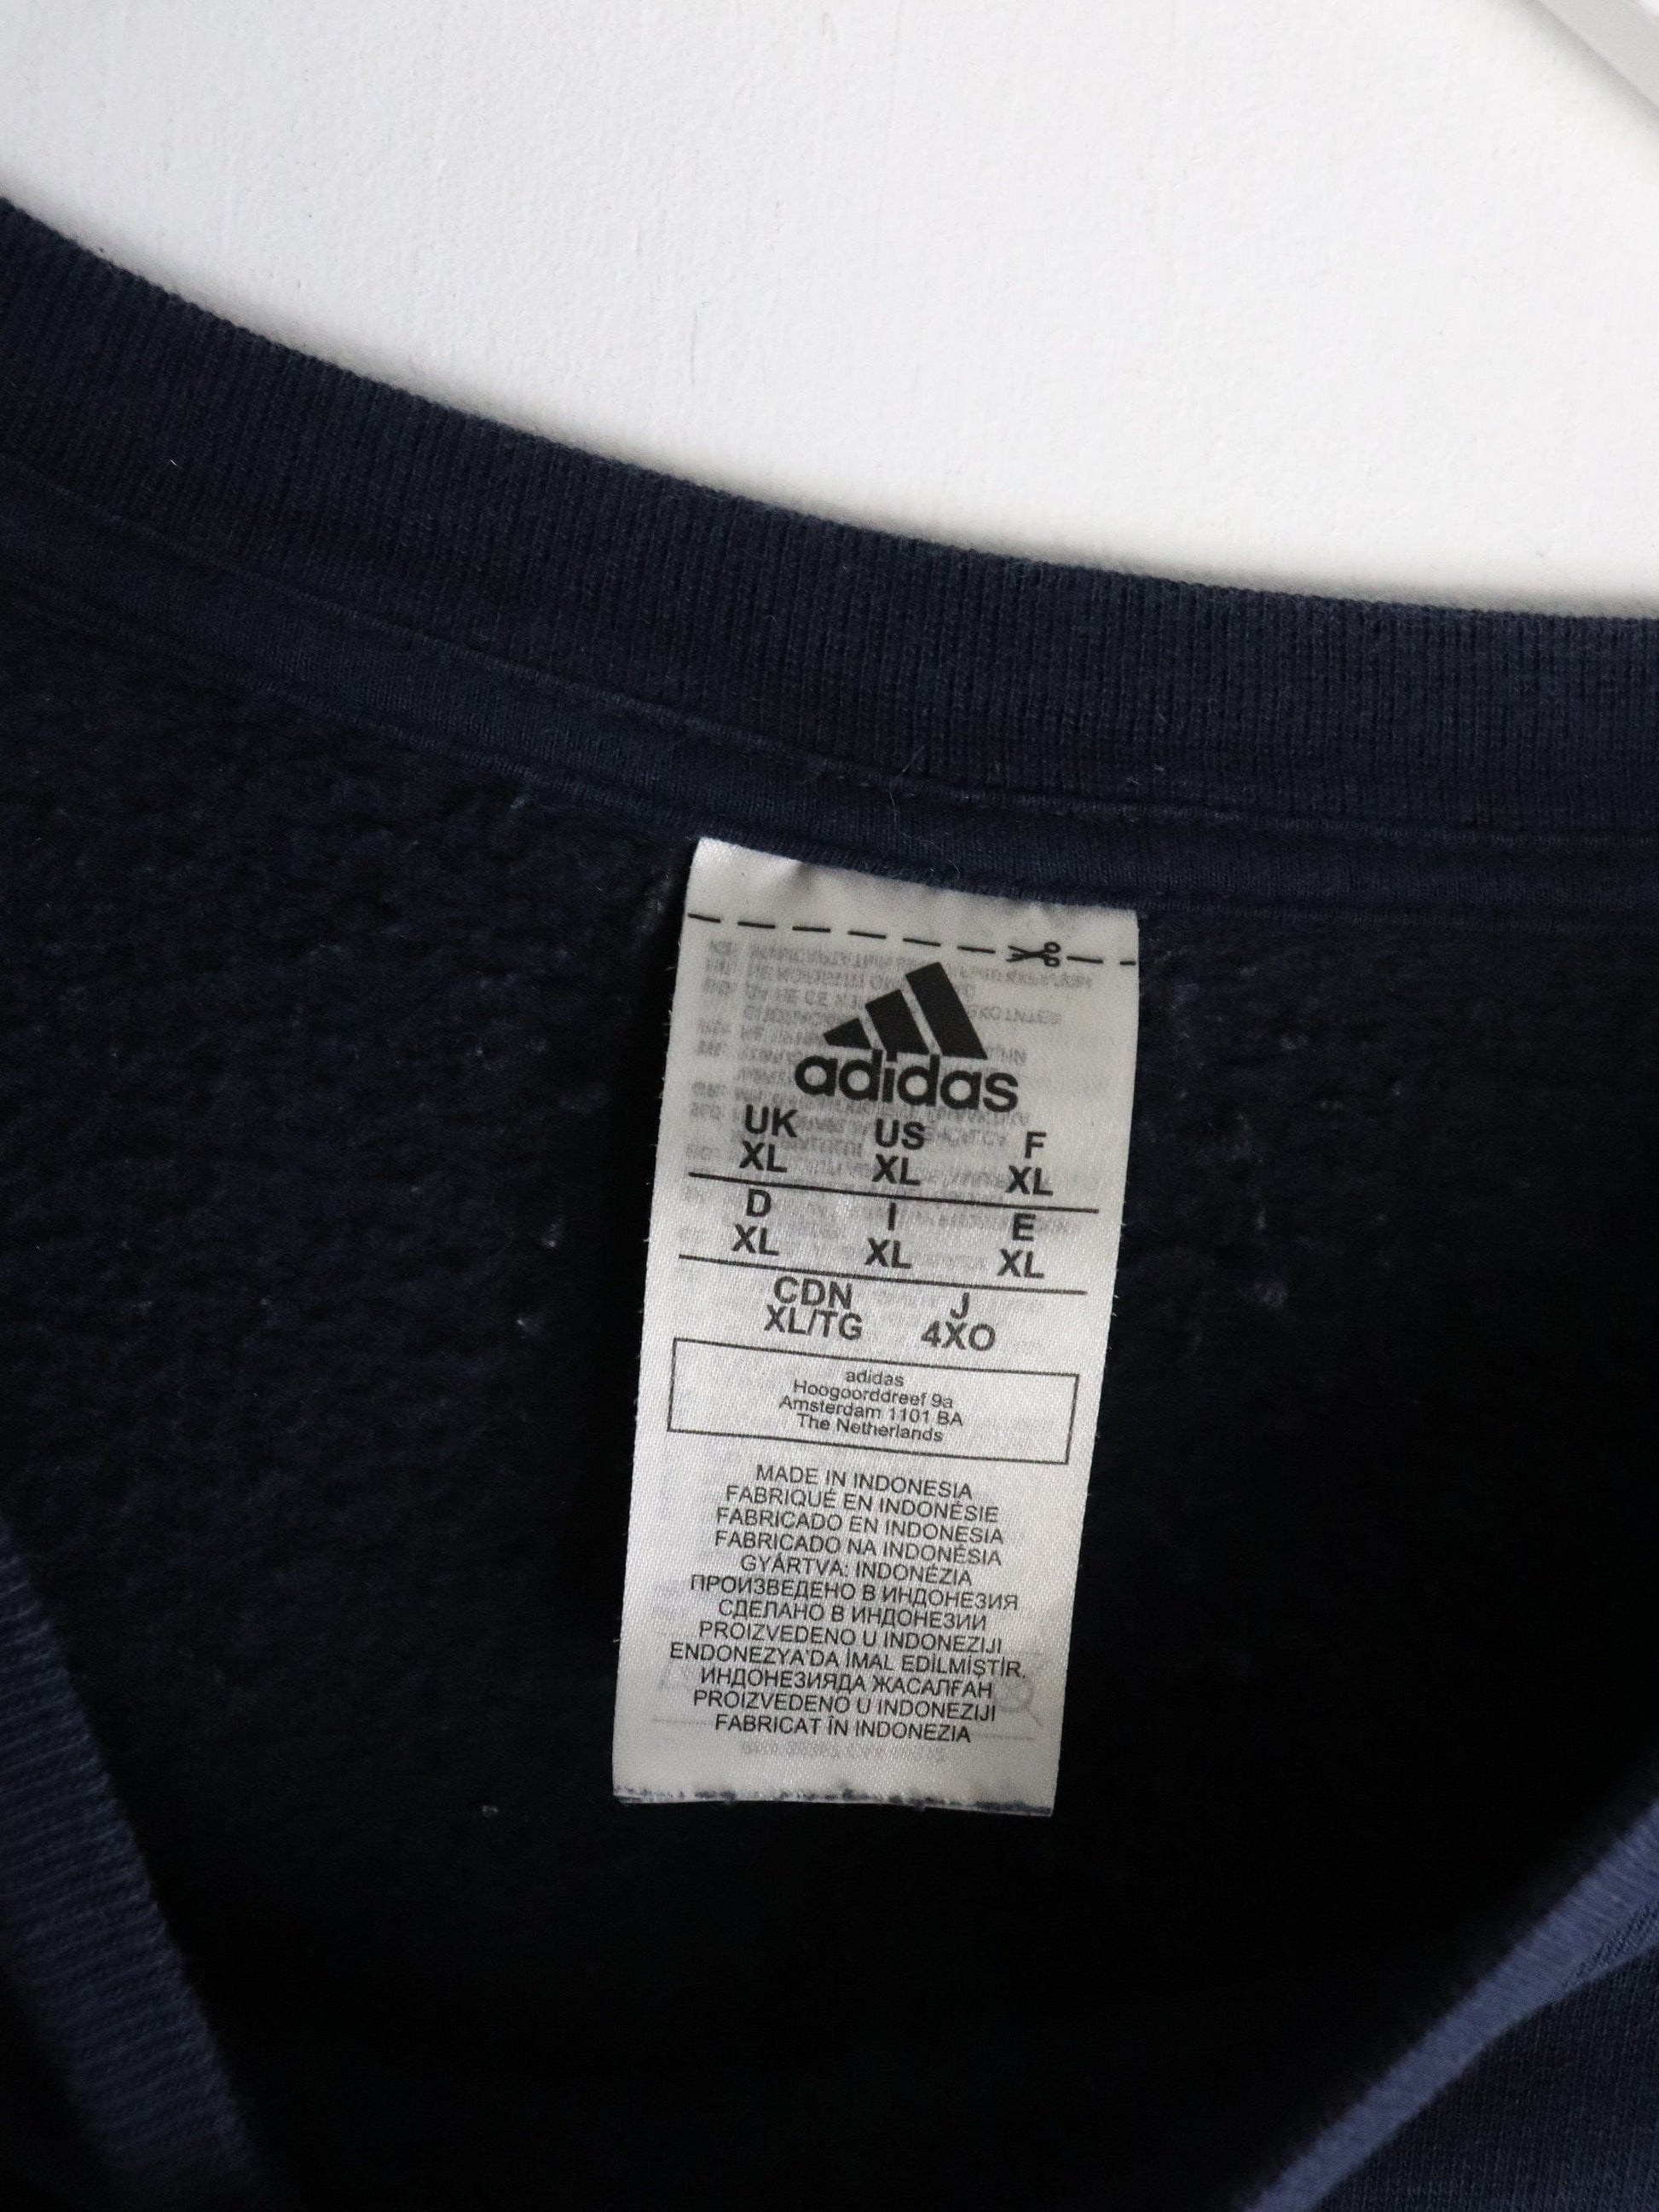 adidas
UK US F
XL XL XL
D I E
XL XL XL
CDN J
XL/TG 4XO
adidas
Hoogoorddreef 9a
Amsterdam 1101 BA
The Netherlands
MADE IN INDONESIA
FABRIQUÉ EN INDONÉSIE
FABRICADO EN INDONESIA
FABRICADO NA INDONÉSIA
GYÁRTVA: INDONÉZIA
ПРОИЗВЕДЕНО В ИНДОНЕЗИЯ
СДЕЛАНО В ИНДОНЕЗИИ
PROIZVEDENO U INDONEZIJI
ENDONEZYA'DA İMAL EDİLMİŞTİR.
ИНДОНЕЗИЯДА ЖАСАЛҒАН
PROIZVEDENO U INDONEZIJI
FABRICAT ÎN INDONEZIA